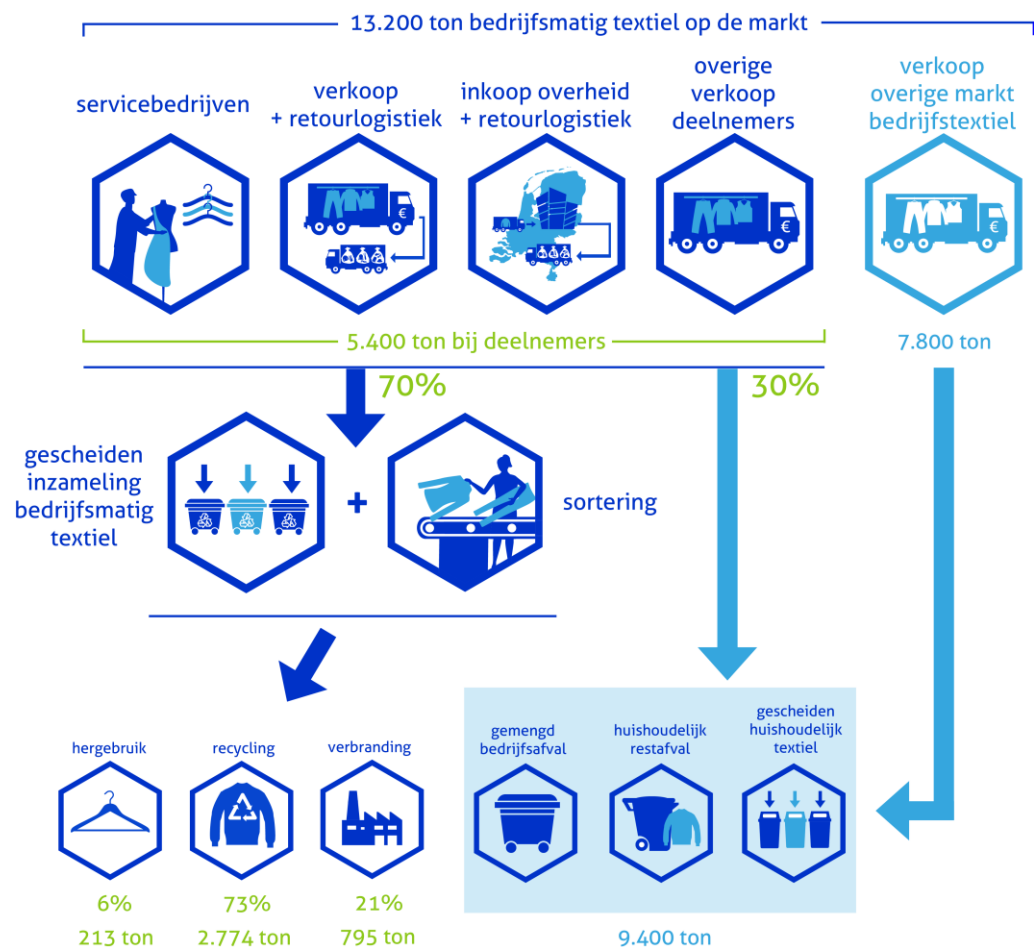 13.200 ton bedrijfsmatig textiel op de markt
servicebedrijven
verkoop
+ retourlogistiek
inkoop overheid
+ retourlogistiek
overige
verkoop
deelnemers
verkoop
overige markt
bedrijfstextiel
€
€
€
5.400 ton bij deelnemers
7.800 ton
70%
30%
gescheiden
inzameling
bedrijfsmatig
textiel
+
sortering
hergebruik
recycling
verbranding
gemengd
bedrijfsafval
huishoudelijk
restafval
gescheiden
huishoudelijk
textiel
6%
73%
21%
213 ton
2.774 ton
795 ton
9.400 ton